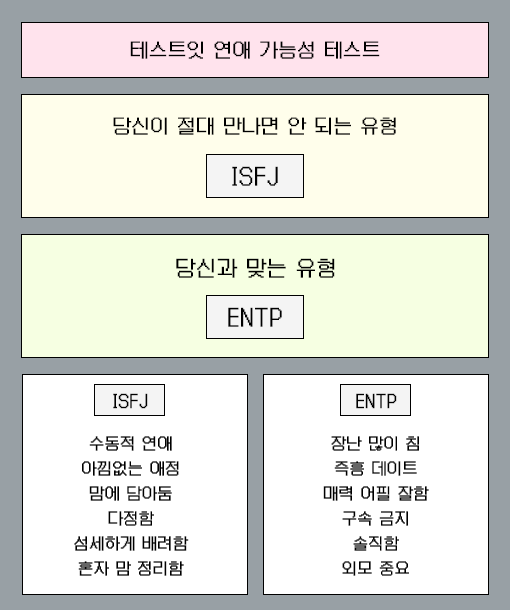 테스트잇 연애 가능성 테스트
당신이 절대 만나면 안 되는 유형
ISFJ
당신과 맞는 유형
ENTP
ISFJ
수동적 연애
아낌없는 애정
맘에 담아둠
다정함
섬세하게 배려함
혼자 맘 정리함
ENTP
장난 많이 침
즉흥 데이트
매력 어필 잘함
구속 금지
솔직함
외모 중요